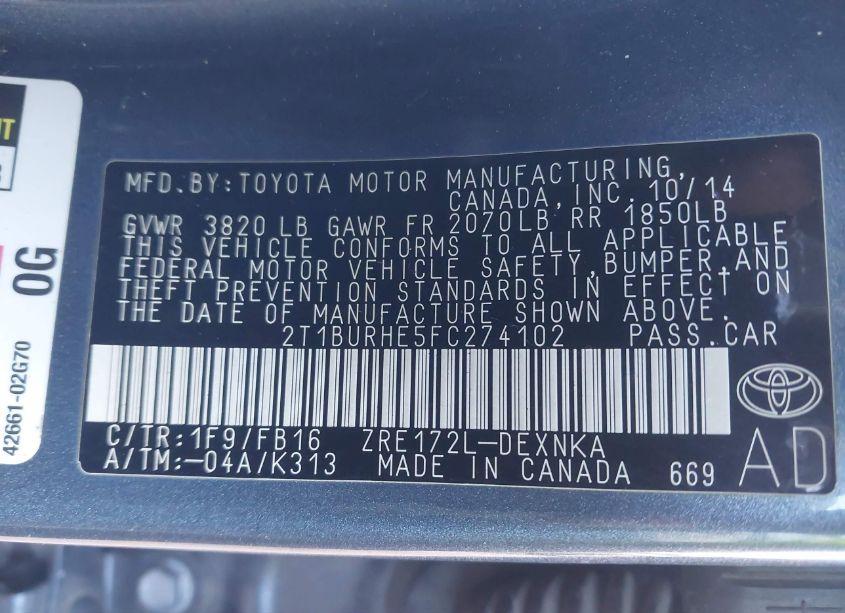 MFD.BY:TOYOTA MOTOR MANUFACTURING,
CANADA,INC. 10/14
GVWR 3820 LB GAWR FR 2070LB RR 1850LB
THIS VEHICLE CONFORMS TO ALL APPLICABLE
FEDERAL MOTOR VEHICLE SAFETY,BUMPER,AND
THEFT PREVENTION STANDARDS IN EFFECT ON
THE DATE OF MANUFACTURE SHOWN ABOVE.
2T1BURHE5FC274102 PASS.CAR
C/TR:1F9/FB16 ZRE172L-DEXNKA
A/TM:-04A/K313 MADE IN CANADA 669
AD
0G
42661-02G70